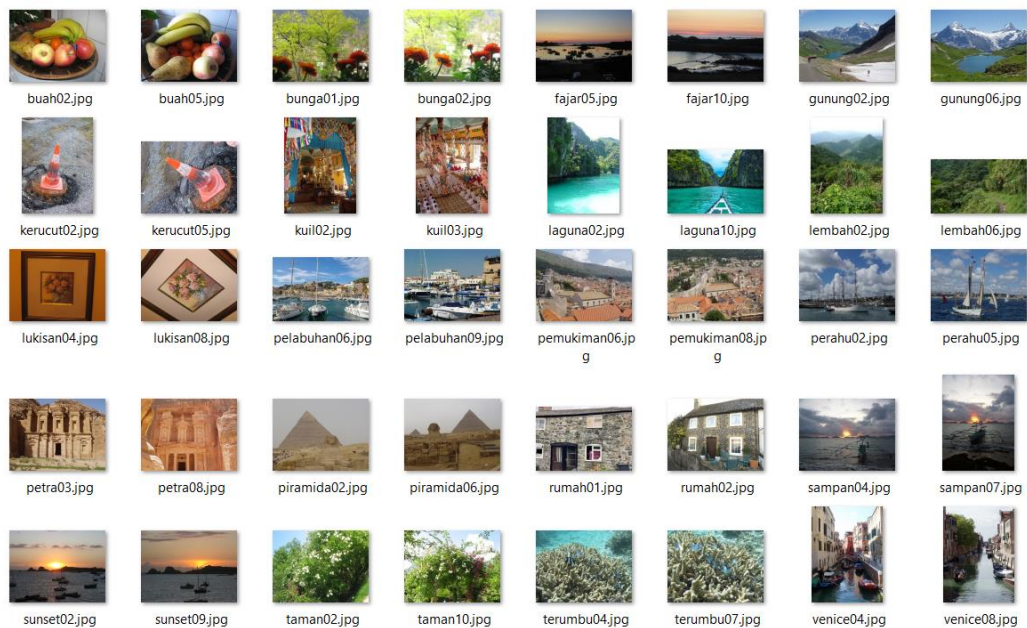 buah02.jpg
buah05.jpg
bunga01.jpg
bunga02.jpg
fajar05.jpg
fajar10.jpg
gunung02.jpg
gunung06.jpg
kerucut02.jpg
kerucut05.jpg
kuil02.jpg
kuil03.jpg
laguna02.jpg
laguna10.jpg
lembah02.jpg
lembah06.jpg
lukisan04.jpg
lukisan08.jpg
pelabuhan06.jpg
pelabuhan09.jpg
pemukiman06.jp
g
pemukiman08.jp
g
perahu02.jpg
perahu05.jpg
petra03.jpg
petra08.jpg
piramida02.jpg
piramida06.jpg
rumah01.jpg
rumah02.jpg
sampan04.jpg
sampan07.jpg
sunset02.jpg
sunset09.jpg
taman02.jpg
taman10.jpg
terumbu04.jpg
terumbu07.jpg
venice04.jpg
venice08.jpg